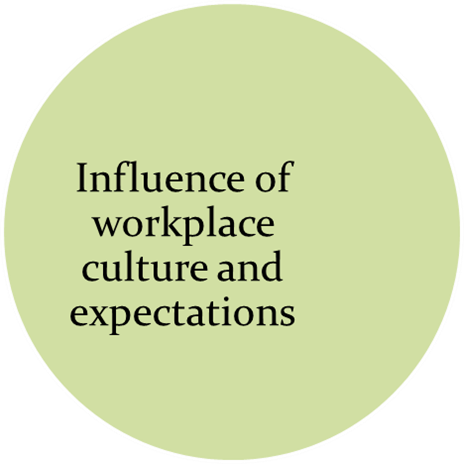 Influence of
workplace
culture and
expectations